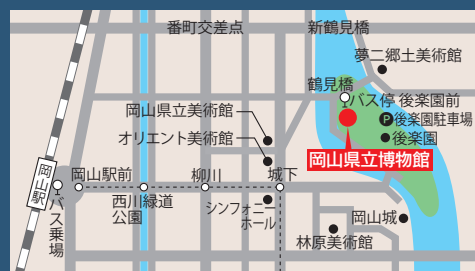 番町交差点
新鶴見橋
夢二郷土美術館
鶴見橋
バス停 後楽園前
岡山県立美術館
P後楽園駐車場
オリエント美術館
後楽園
岡山県立博物館
岡山駅
岡山駅前
柳川
城下
バス乗場
西川緑道
公園
シンフォニー
ホール
岡山城
林原美術館